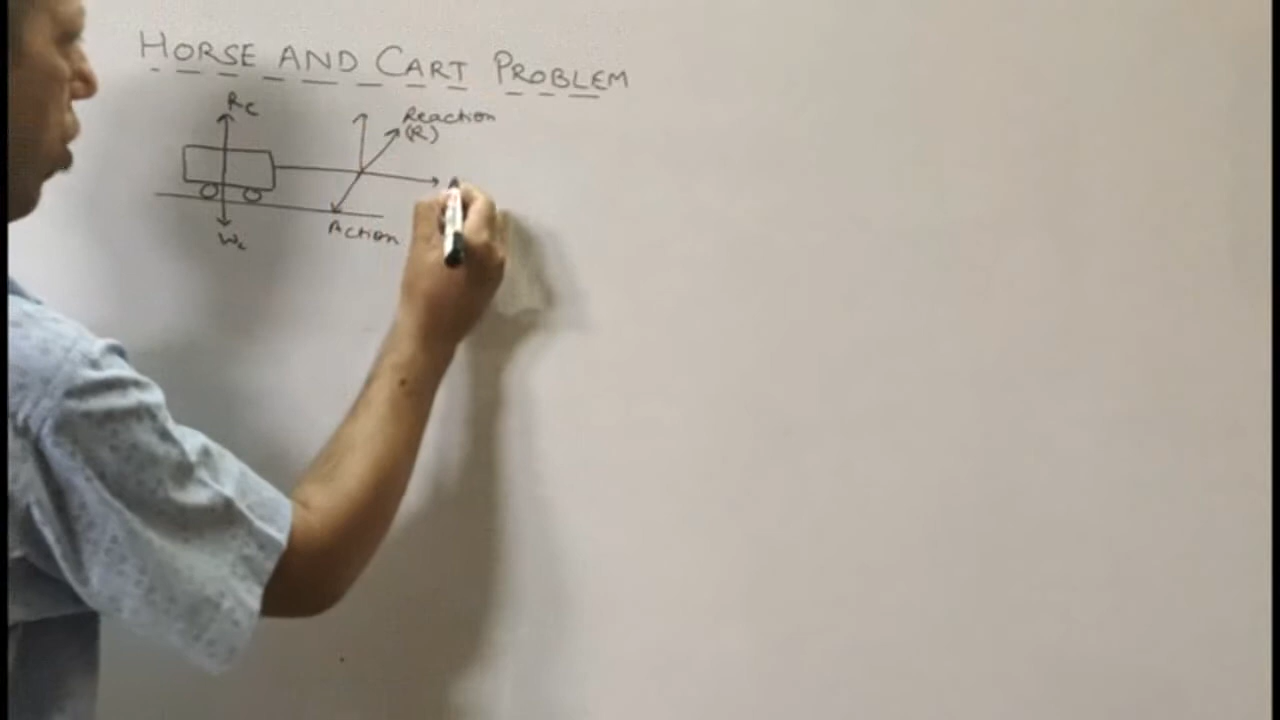 HORSE AND CART PROBLEM
Rc
Reaction
(R)
Wc
Action